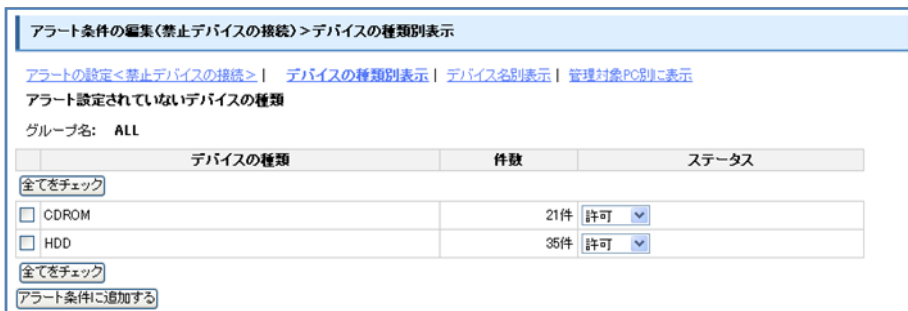 アラート条件の編集(禁止デバイスの接続)>デバイスの種類別表示
アラートの設定<禁止デバイスの接続> | デバイスの種類別表示 | デバイス名別表示 | 管理対象PC別に表示
アラート設定されていないデバイスの種類
グループ名: ALL
デバイスの種類 件数 ステータス
全てをチェック
CDROM 21件 許可
HDD 35件 許可
全てをチェック
アラート条件に追加する